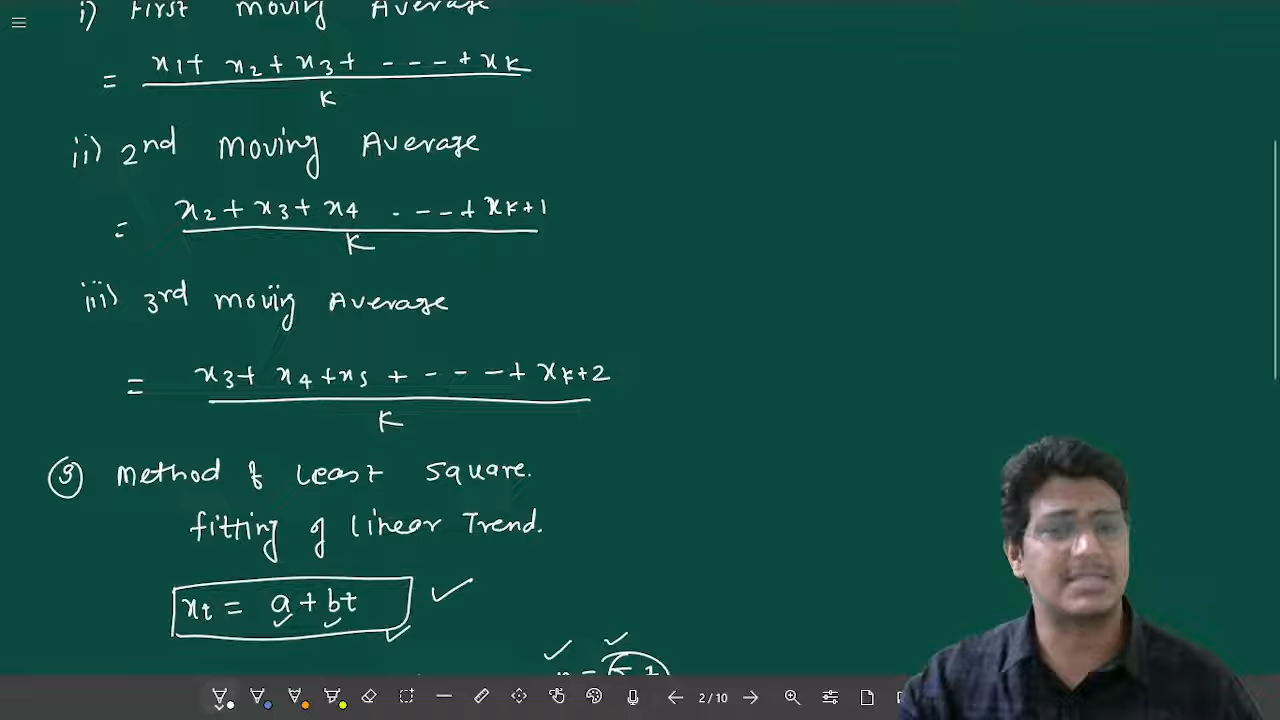 i) First Moving Average
= x1+ x2 + x3 + ---- + xK
K
ii) 2nd Moving Average
= x2 + x3 + x4 . --- + xK+1
K
iii) 3rd Moving Average
= x3 + x4 + x5 + - - - + xK+2
K
③ Method of Least Square.
fitting of Linear Trend.
xt = a + bt
2/10